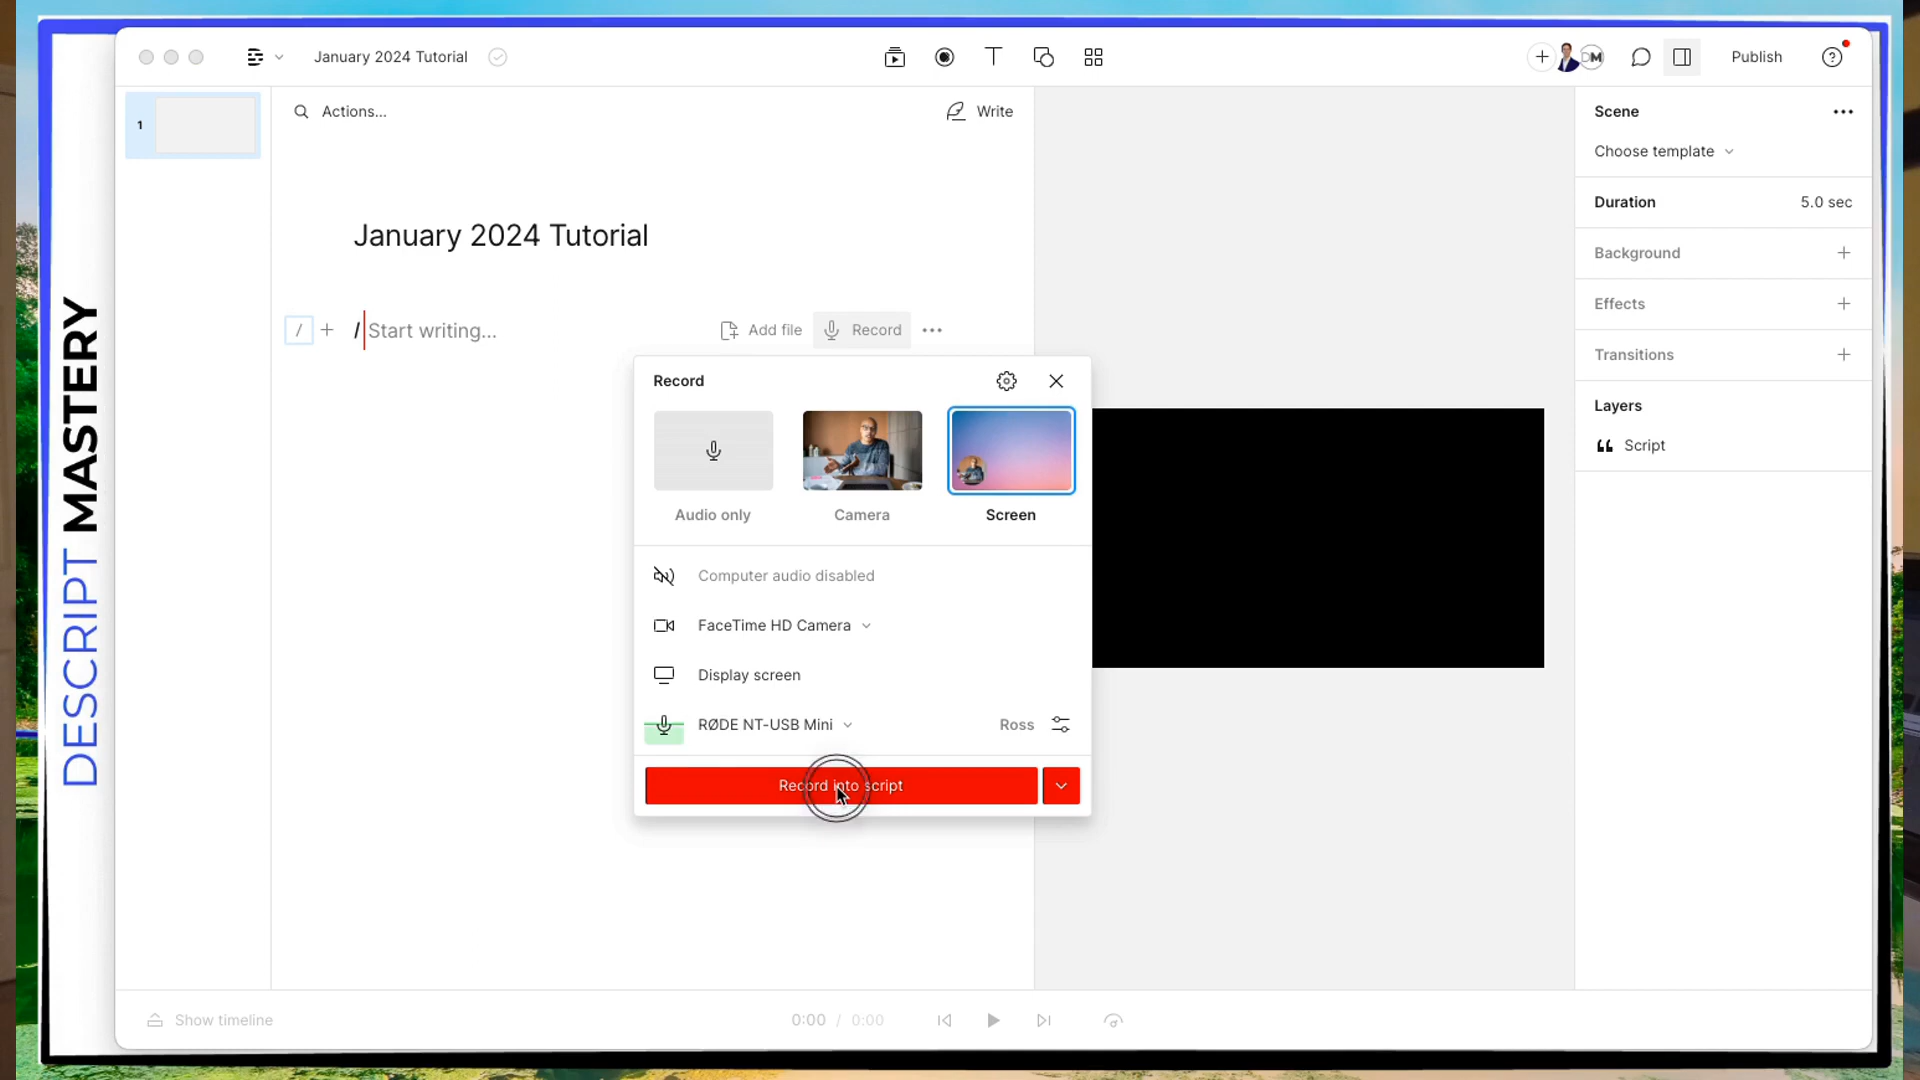 DESCRIPT MASTERY
January 2024 Tutorial
Publish
1
Actions...
Write
January 2024 Tutorial
/
/ Start writing...
Add file
Record
Record
Audio only
Camera
Screen
Computer audio disabled
FaceTime HD Camera
Display screen
RØDE NT-USB Mini
Ross
Record into script
Scene
Choose template
Duration
5.0 sec
Background
Effects
Transitions
Layers
Script
Show timeline
0:00 / 0:00